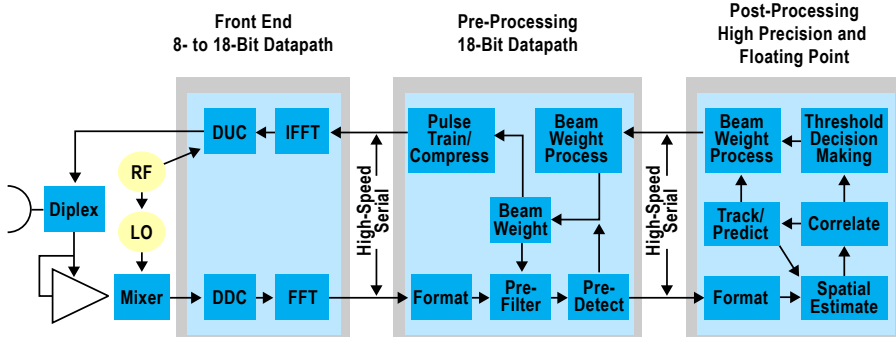 Front End
8- to 18-Bit Datapath
Pre-Processing
18-Bit Datapath
Post-Processing
High Precision and
Floating Point
DUC
IFFT
Pulse
Train/
Compress
Beam
Weight
Process
Beam
Weight
Process
Threshold
Decision
Making
RF
Diplex
LO
High-Speed
Serial
Beam
Weight
High-Speed
Serial
Track/
Predict
Correlate
Mixer
DDC
FFT
Format
Pre-
Filter
Pre-
Detect
Format
Spatial
Estimate